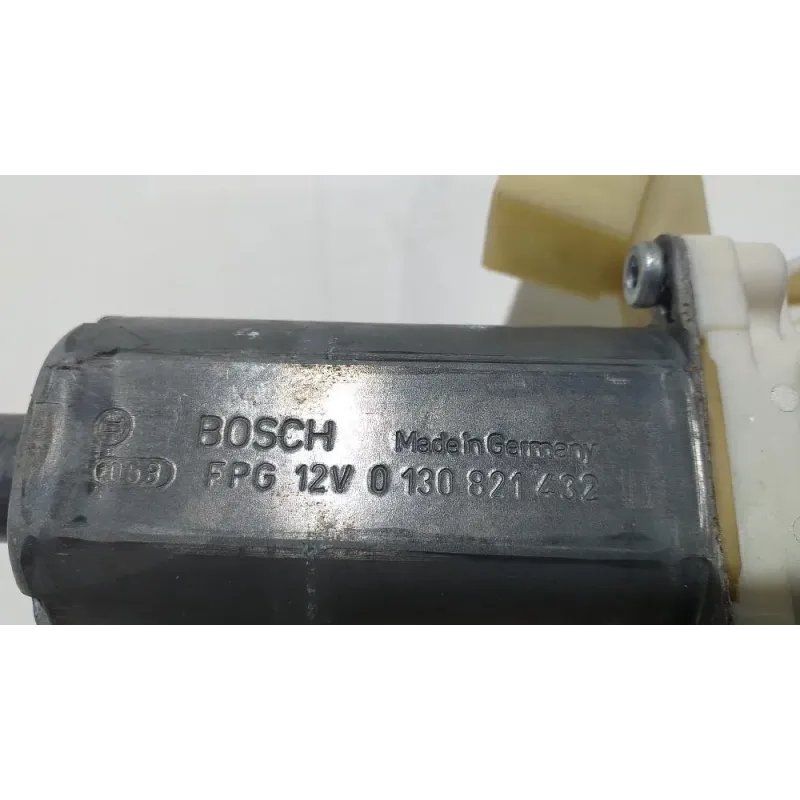 BOSCH Made in Germany
FPG 12V 0 130 821 432